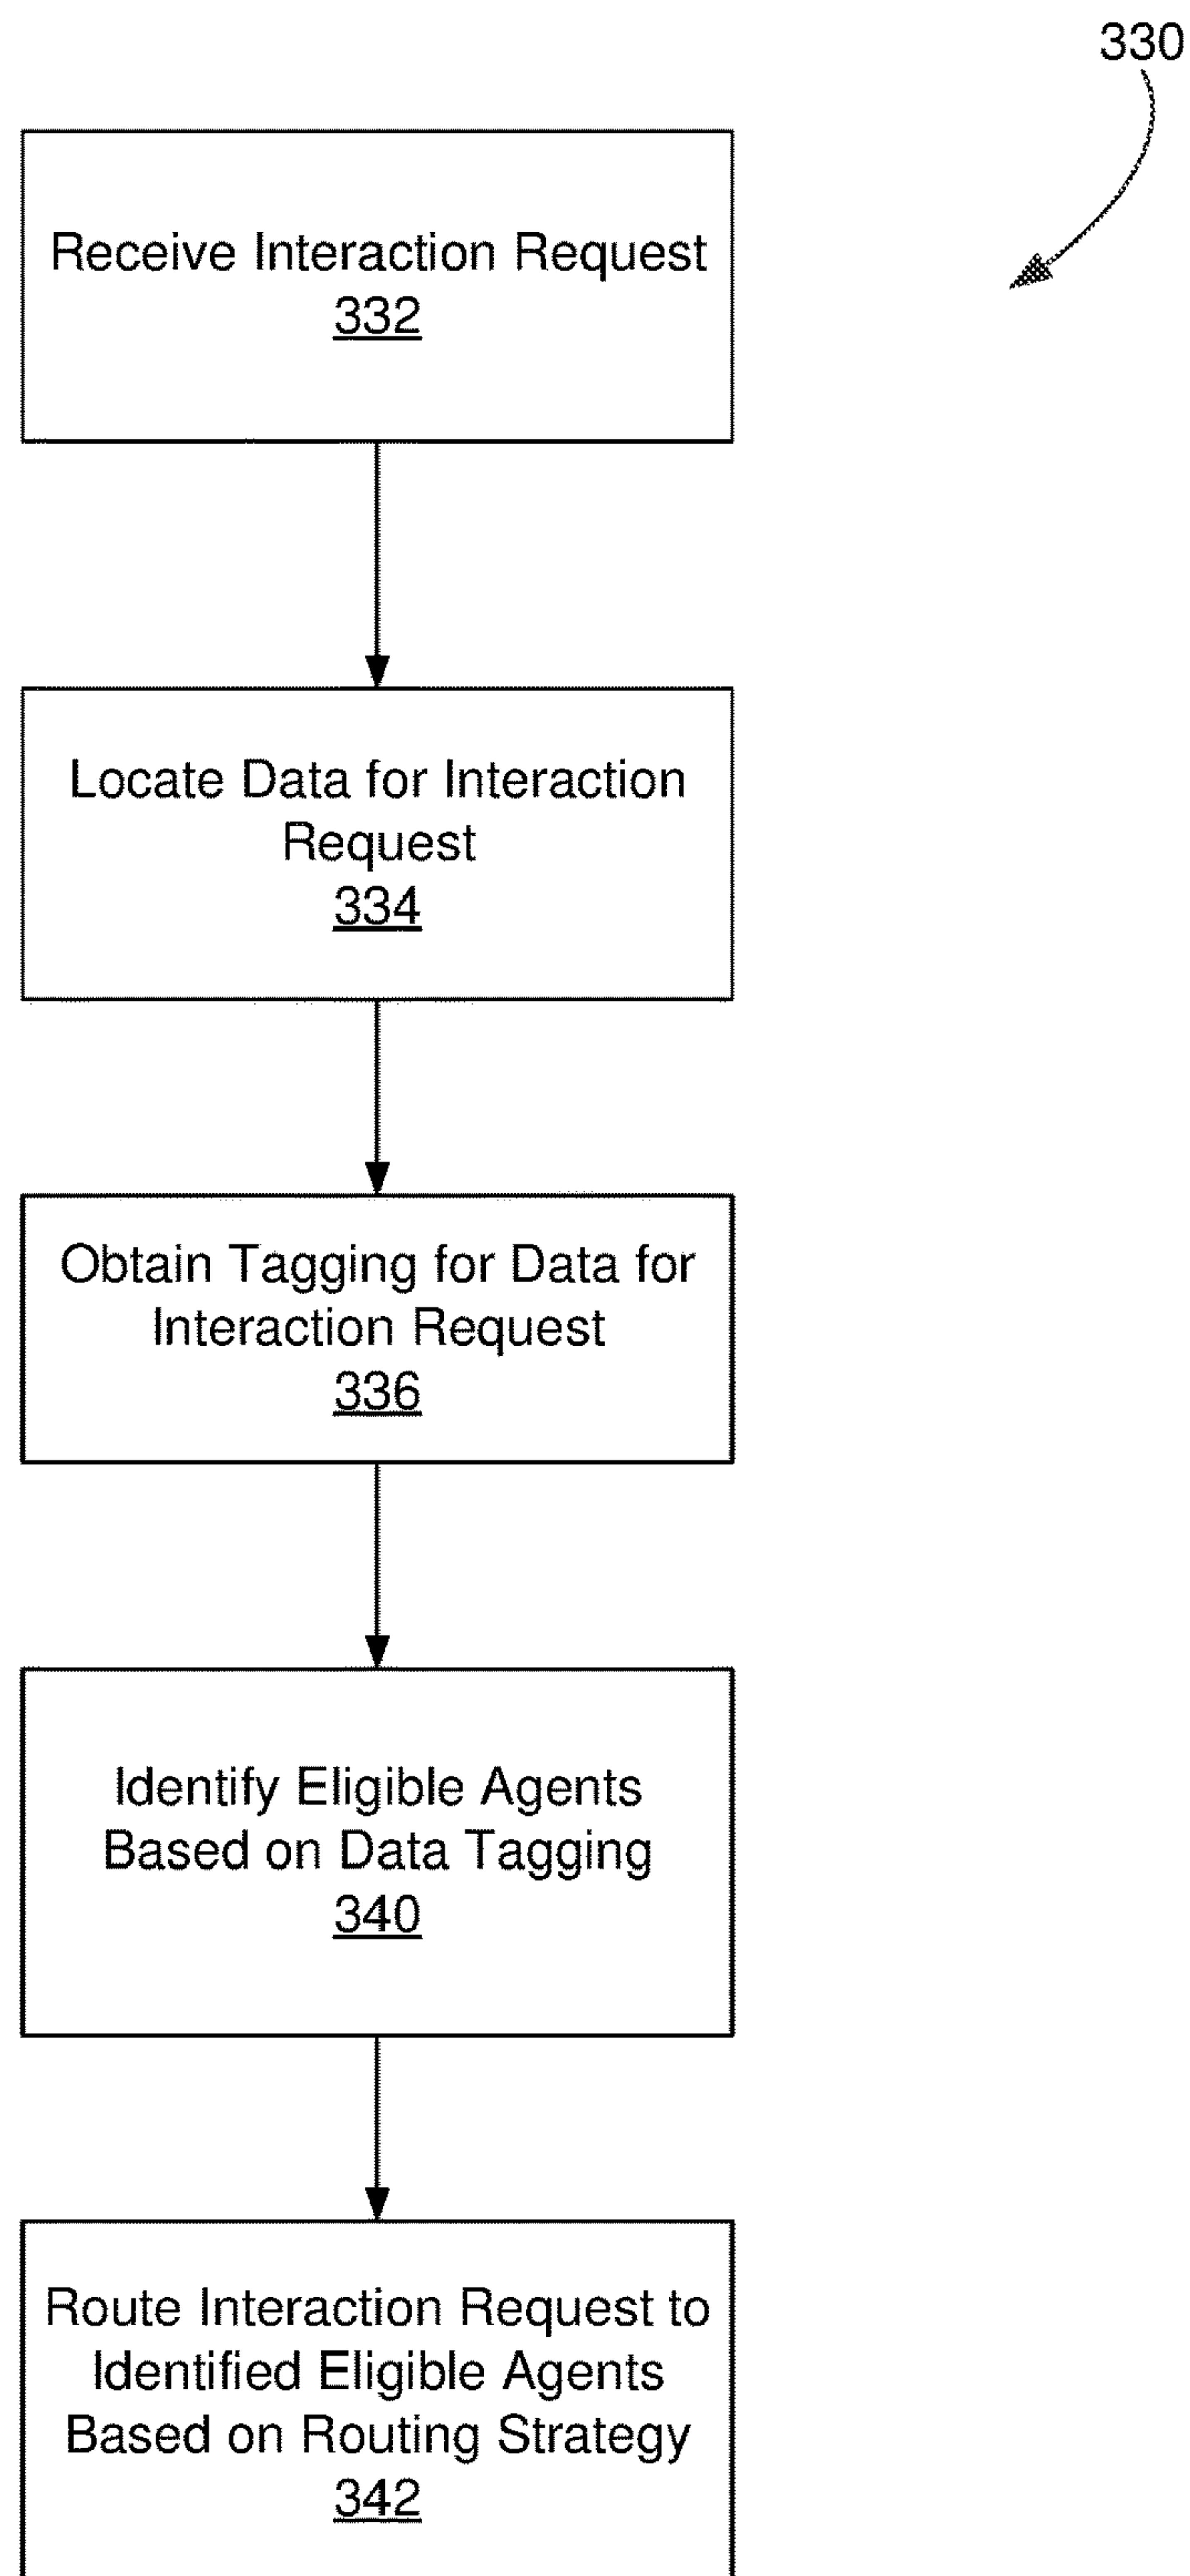 330
Receive Interaction Request
332
Locate Data for Interaction
Request
334
Obtain Tagging for Data for
Interaction Request
336
Identify Eligible Agents
Based on Data Tagging
340
Route Interaction Request to
Identified Eligible Agents
Based on Routing Strategy
342